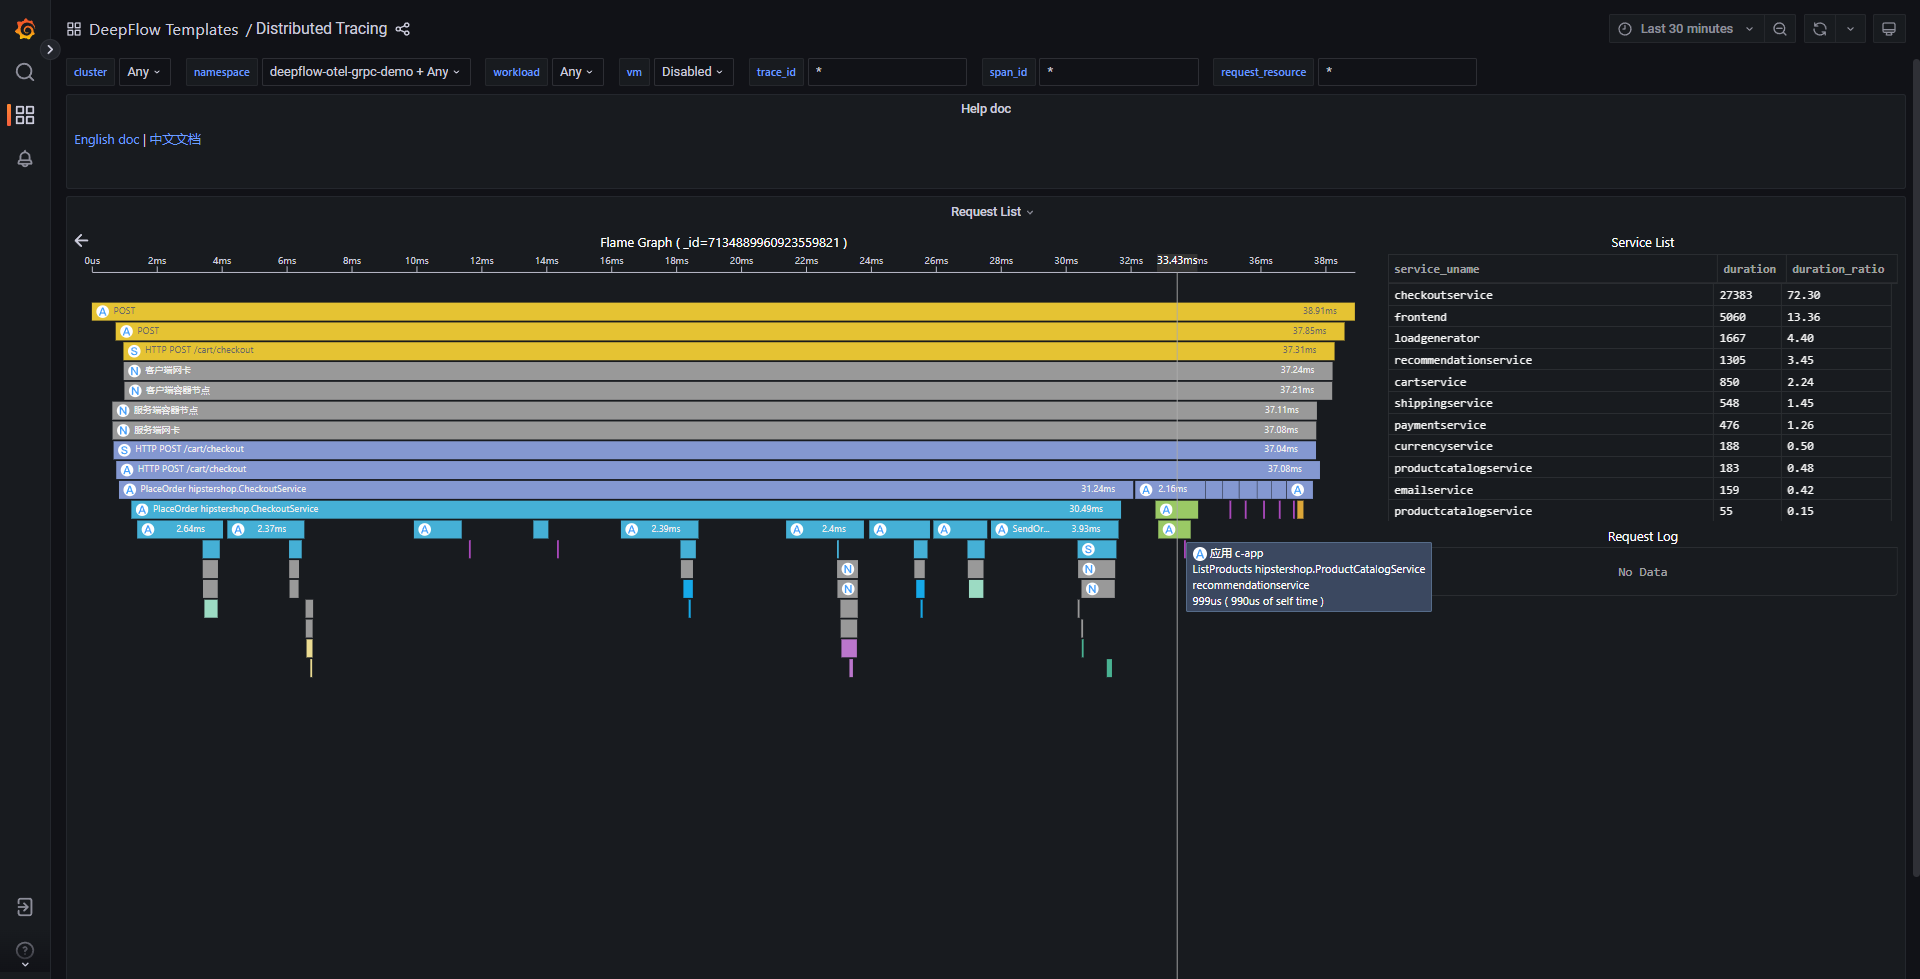 DeepFlow Templates / Distributed Tracing
Last 30 minutes
cluster Any namespace deepflow-otel-grpc-demo + Any workload Any vm Disabled trace_id * span_id * request_resource *
Help doc
English doc | 中文文档
Request List
Flame Graph ( _id=7134889960923559821 )
0us 2ms 4ms 6ms 8ms 10ms 12ms 14ms 16ms 18ms 20ms 22ms 24ms 26ms 28ms 30ms 32ms 33.43ms ms 36ms 38ms
A POST 38.91ms
A POST 37.85ms
S HTTP POST /cart/checkout 37.31ms
N 客户端网卡 37.24ms
N 客户端容器节点 37.21ms
N 服务端容器节点 37.11ms
N 服务端网卡 37.08ms
S HTTP POST /cart/checkout 37.04ms
A HTTP POST /cart/checkout 37.08ms
A PlaceOrder hipstershop.CheckoutService 31.24ms A 2.16ms A
A PlaceOrder hipstershop.CheckoutService 30.49ms A
A 2.64ms A 2.37ms A A 2.39ms A 2.4ms A A A SendOr... 3.93ms A
S
N N
N N
A 应用 c-app
ListProducts hipstershop.ProductCatalogService
recommendationservice
999us ( 990us of self time )
Service List
service_uname duration duration_ratio
checkoutservice 27383 72.30
frontend 5060 13.36
loadgenerator 1667 4.40
recommendationservice 1305 3.45
cartservice 850 2.24
shippingservice 548 1.45
paymentservice 476 1.26
currencyservice 188 0.50
productcatalogservice 183 0.48
emailservice 159 0.42
productcatalogservice 55 0.15
Request Log
No Data